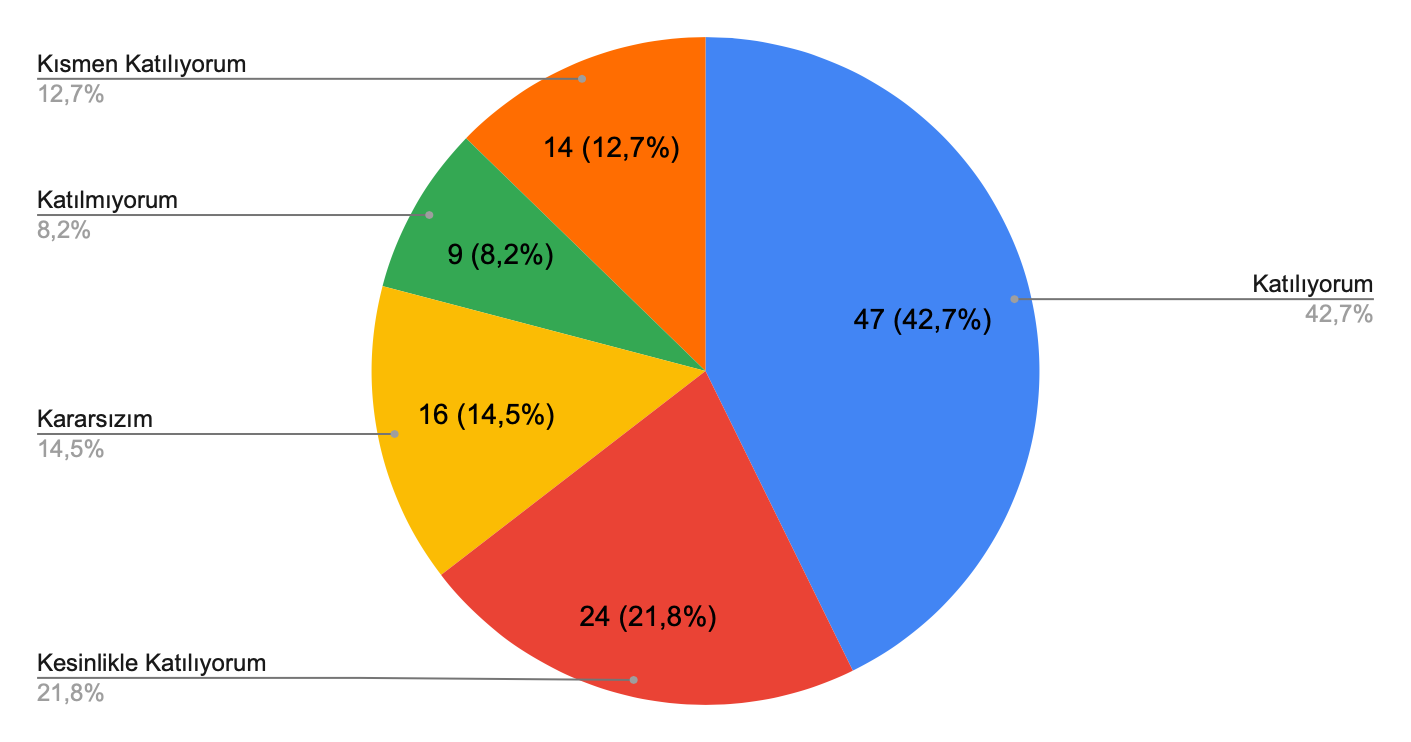 Kısmen Katılıyorum
12,7%
14 (12,7%)
Katılmıyorum
8,2%
9 (8,2%)
Katılıyorum
42,7%
47 (42,7%)
Kararsızım
14,5%
16 (14,5%)
24 (21,8%)
Kesinlikle Katılıyorum
21,8%